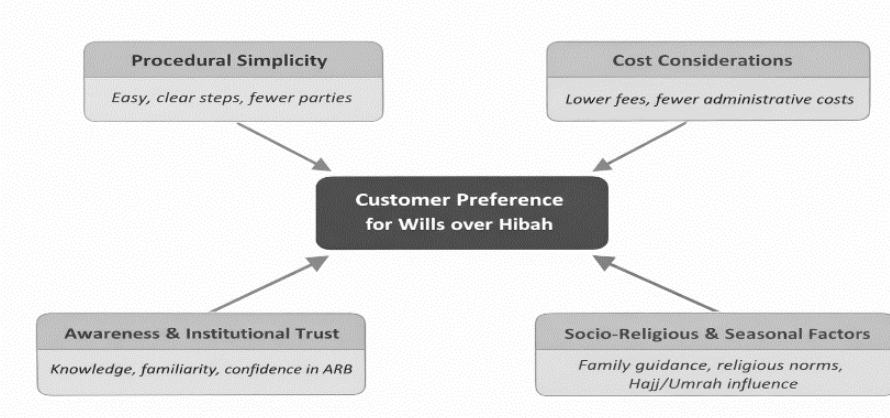 Procedural Simplicity
Easy, clear steps, fewer parties
Cost Considerations
Lower fees, fewer administrative costs
Customer Preference
for Wills over Hibah
Awareness & Institutional Trust
Knowledge, familiarity, confidence in ARB
Socio-Religious & Seasonal Factors
Family guidance, religious norms,
Hajj/Umrah influence